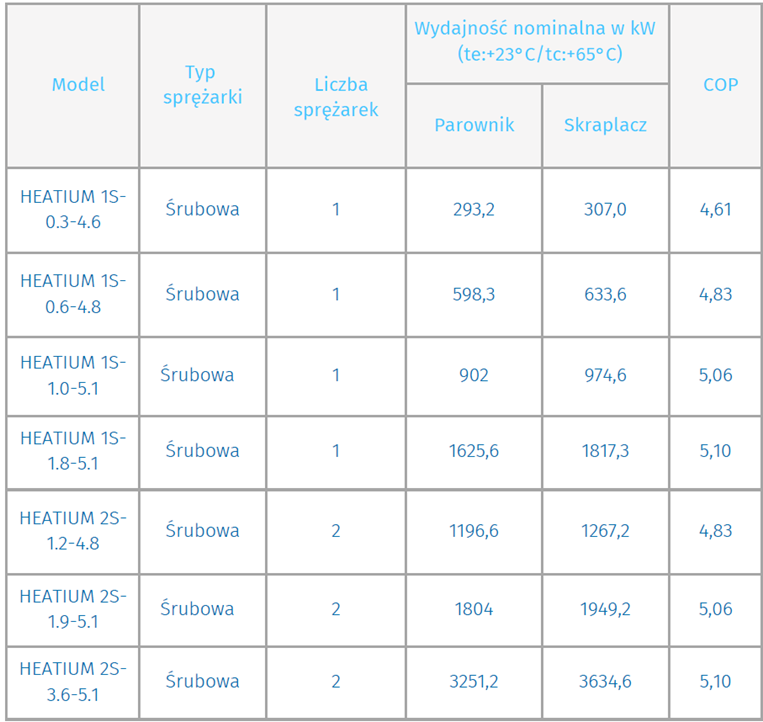 Model
Typ
sprężarki
Liczba
sprężarek
Wydajność nominalna w kW
(te:+23°C/tc:+65°C)
Parownik
Skraplacz
COP
HEATIUM 1S-
0.3-4.6
Śrubowa
1
293,2
307,0
4,61
HEATIUM 1S-
0.6-4.8
Śrubowa
1
598,3
633,6
4,83
HEATIUM 1S-
1.0-5.1
Śrubowa
1
902
974,6
5,06
HEATIUM 1S-
1.8-5.1
Śrubowa
1
1625,6
1817,3
5,10
HEATIUM 2S-
1.2-4.8
Śrubowa
2
1196,6
1267,2
4,83
HEATIUM 2S-
1.9-5.1
Śrubowa
2
1804
1949,2
5,06
HEATIUM 2S-
3.6-5.1
Śrubowa
2
3251,2
3634,6
5,10